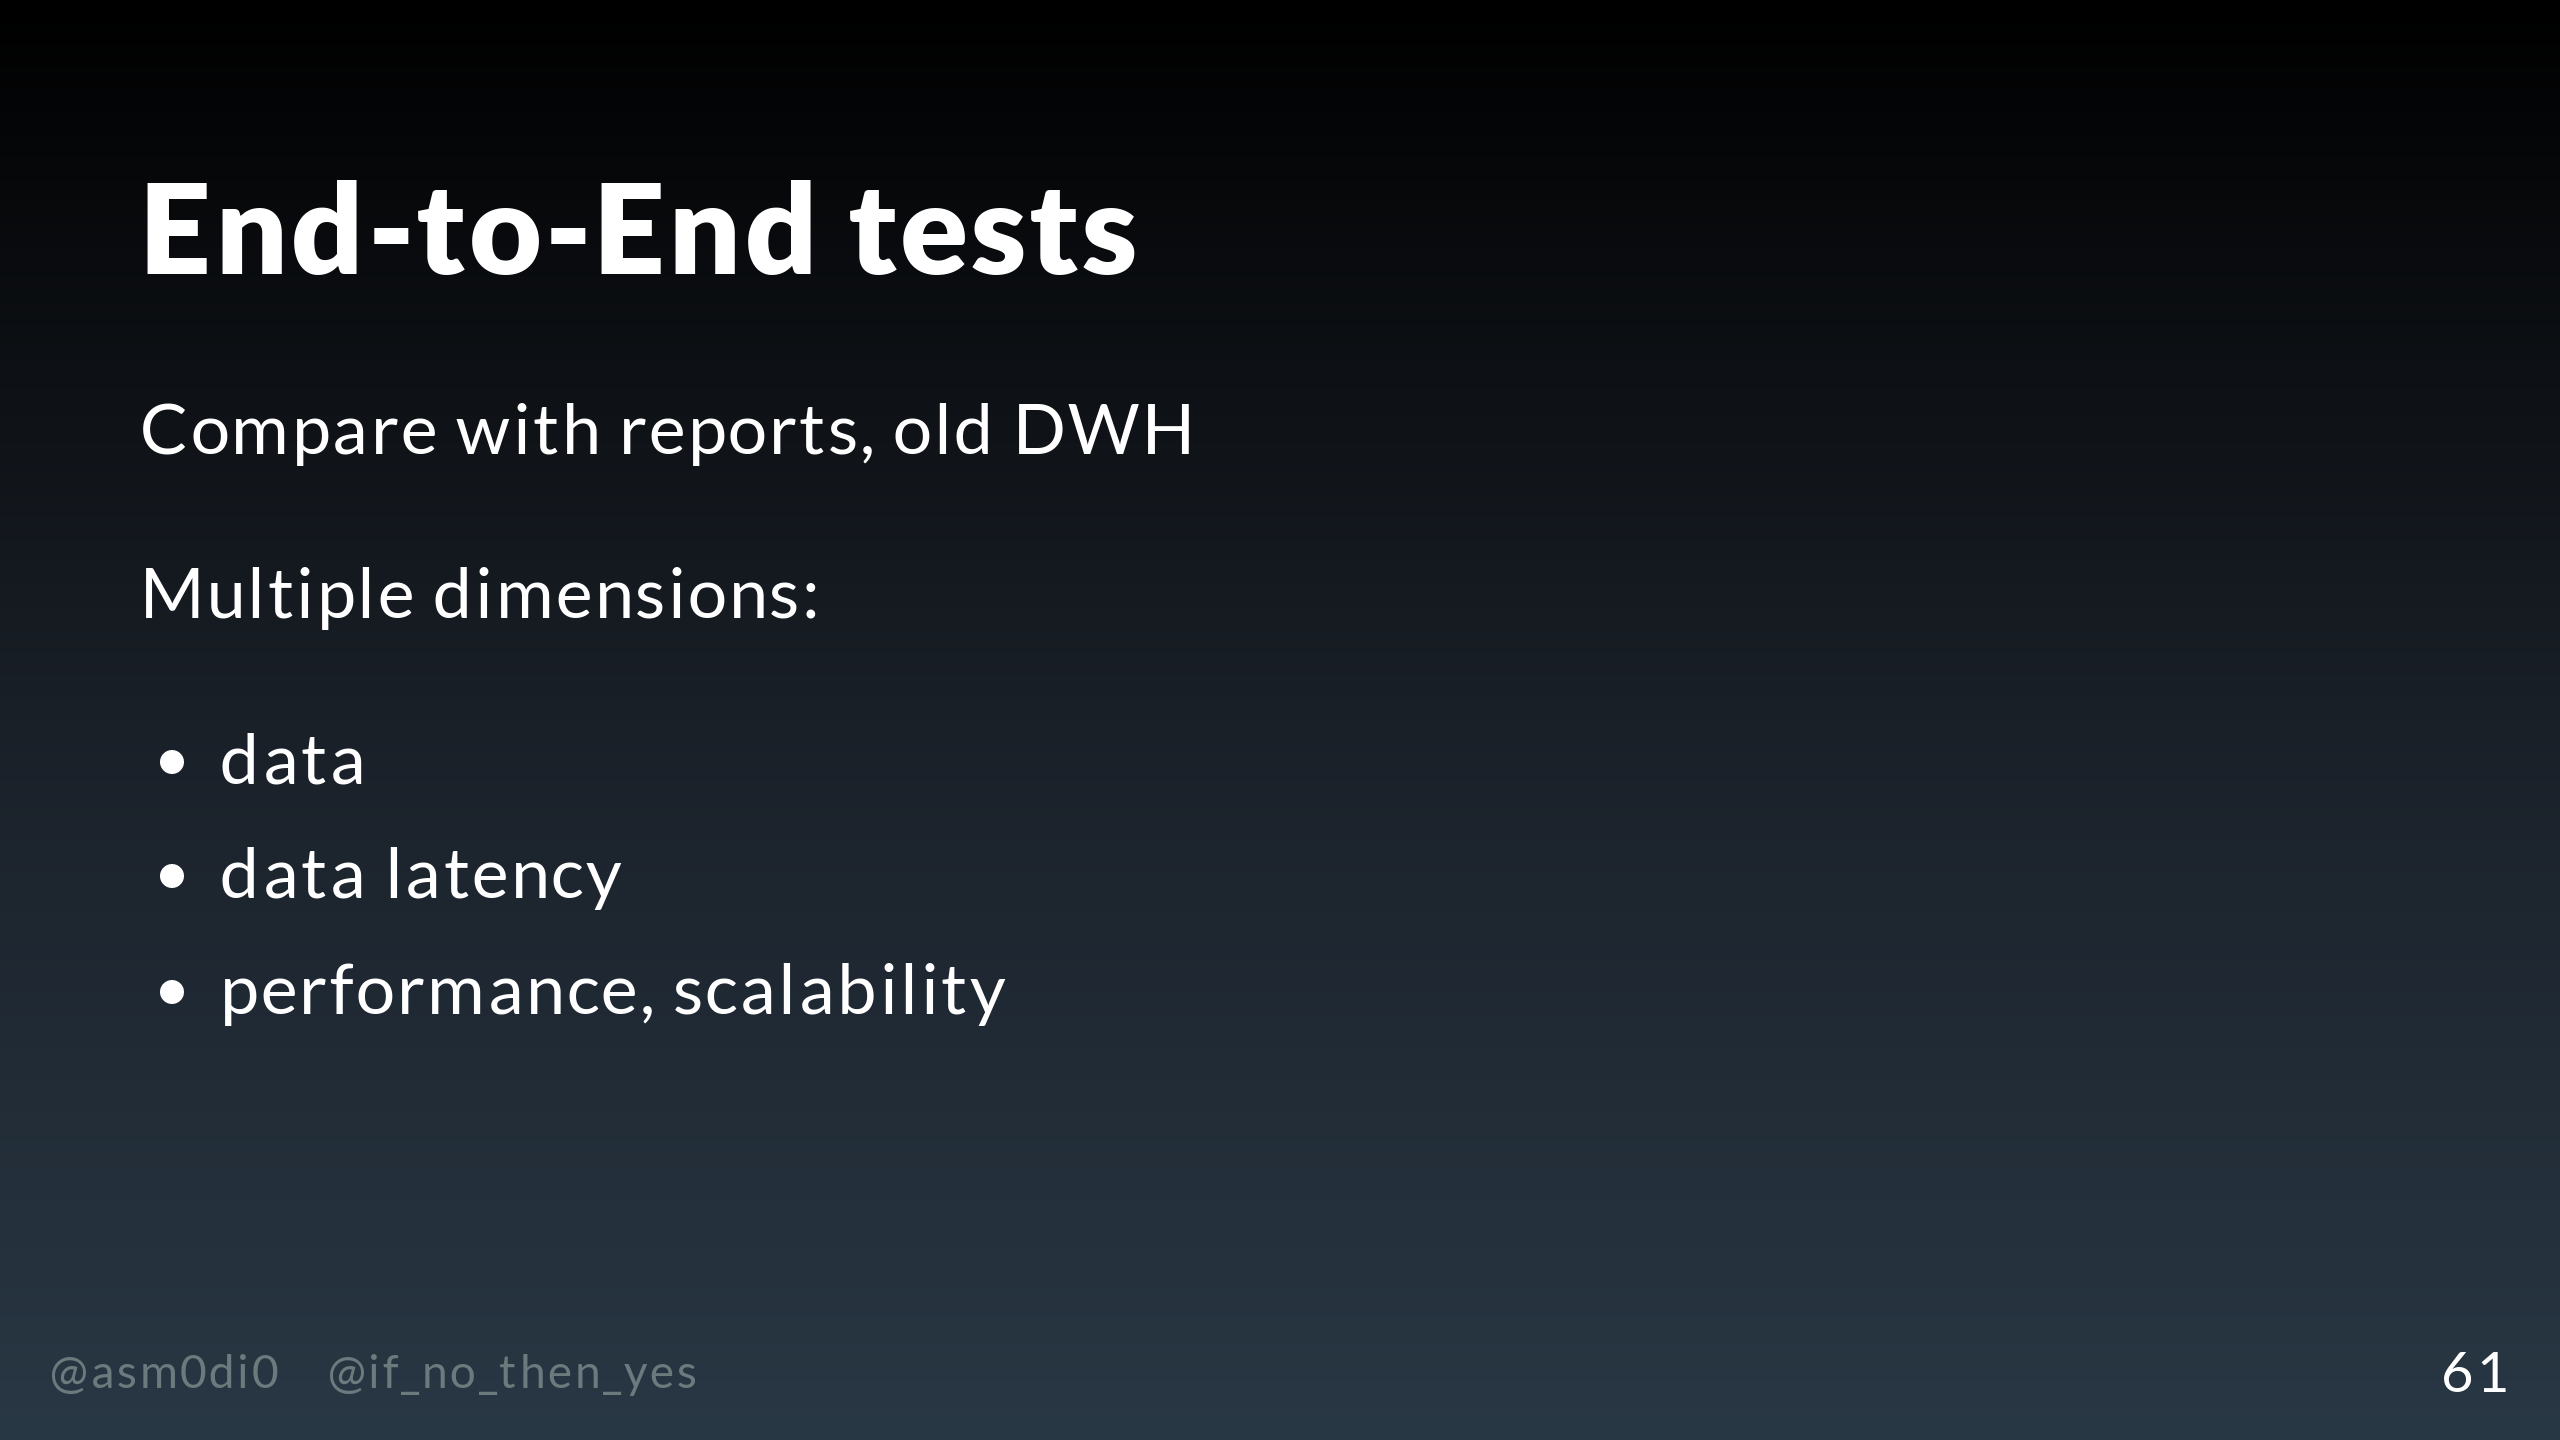 End-to-End tests
Compare with reports, old DWH
Multiple dimensions:
• data
• data latency
• performance, scalability
@asm0di0 @if_no_then_yes
61